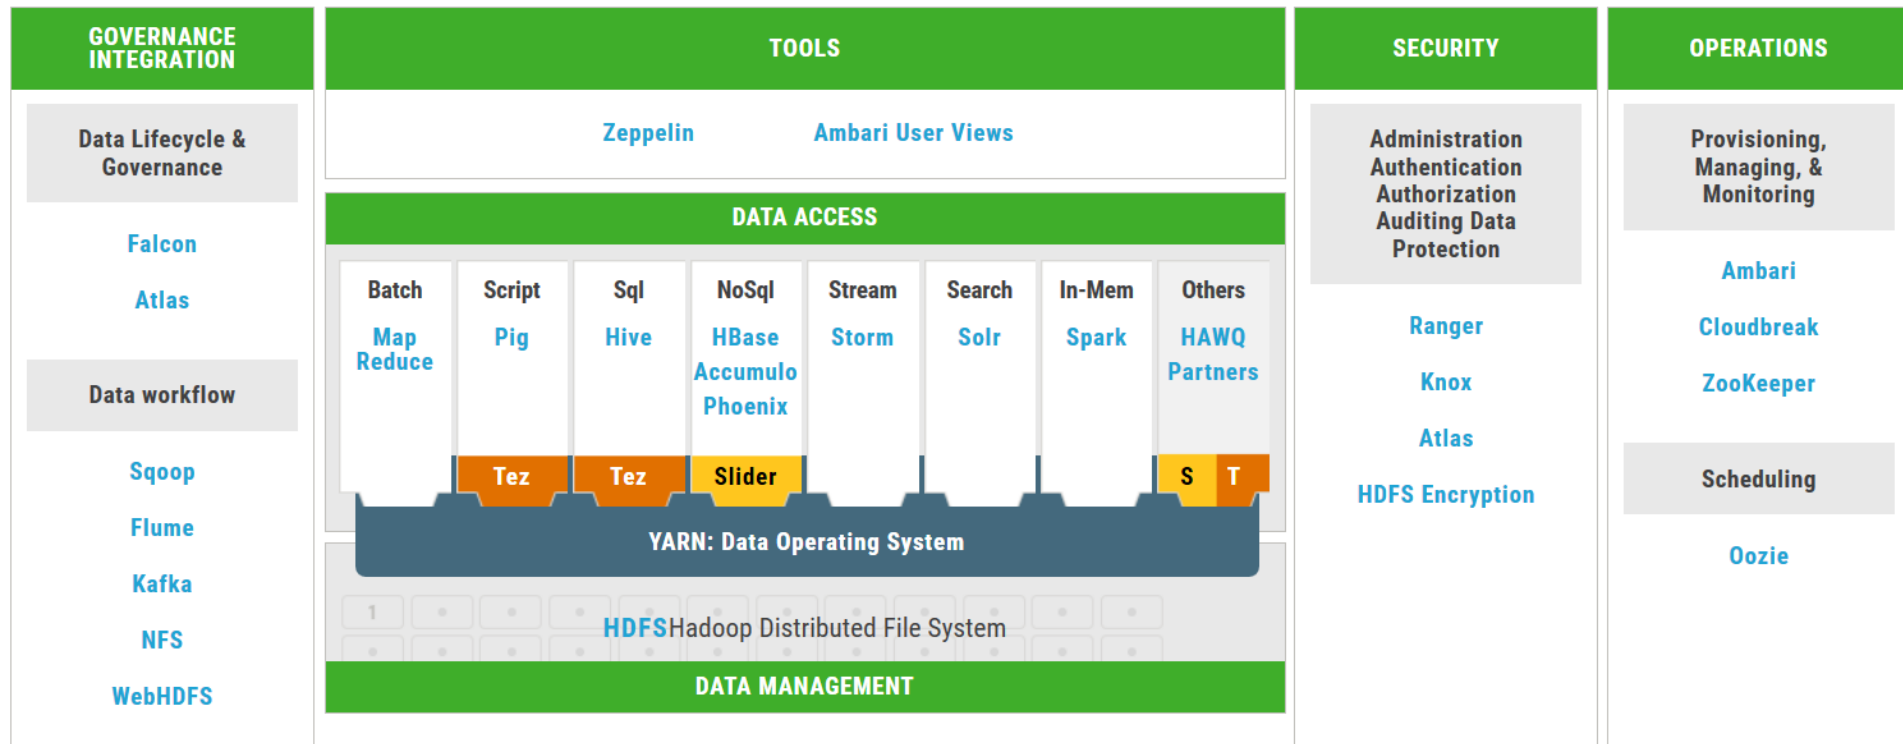 GOVERNANCE
INTEGRATION
Data Lifecycle &
Governance
Falcon
Atlas
Data workflow
Sqoop
Flume
Kafka
NFS
WebHDFS
TOOLS
Zeppelin
Ambari User Views
DATA ACCESS
Batch
Map
Reduce
Script
Pig
Tez
Sql
Hive
Tez
NoSql
HBase
Accumulo
Phoenix
Slider
Stream
Storm
Search
Solr
In-Mem
Spark
Others
HAWQ
Partners
S T
YARN: Data Operating System
1
HDFSHadoop Distributed File System
DATA MANAGEMENT
SECURITY
Administration
Authentication
Authorization
Auditing Data
Protection
Ranger
Knox
Atlas
HDFS Encryption
OPERATIONS
Provisioning,
Managing, &
Monitoring
Ambari
Cloudbreak
ZooKeeper
Scheduling
Oozie